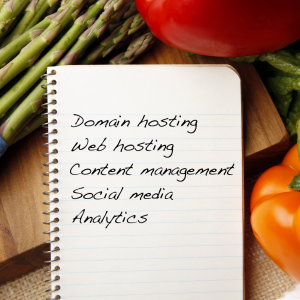 Domain hosting
Web hosting
Content management
Social media
Analytics